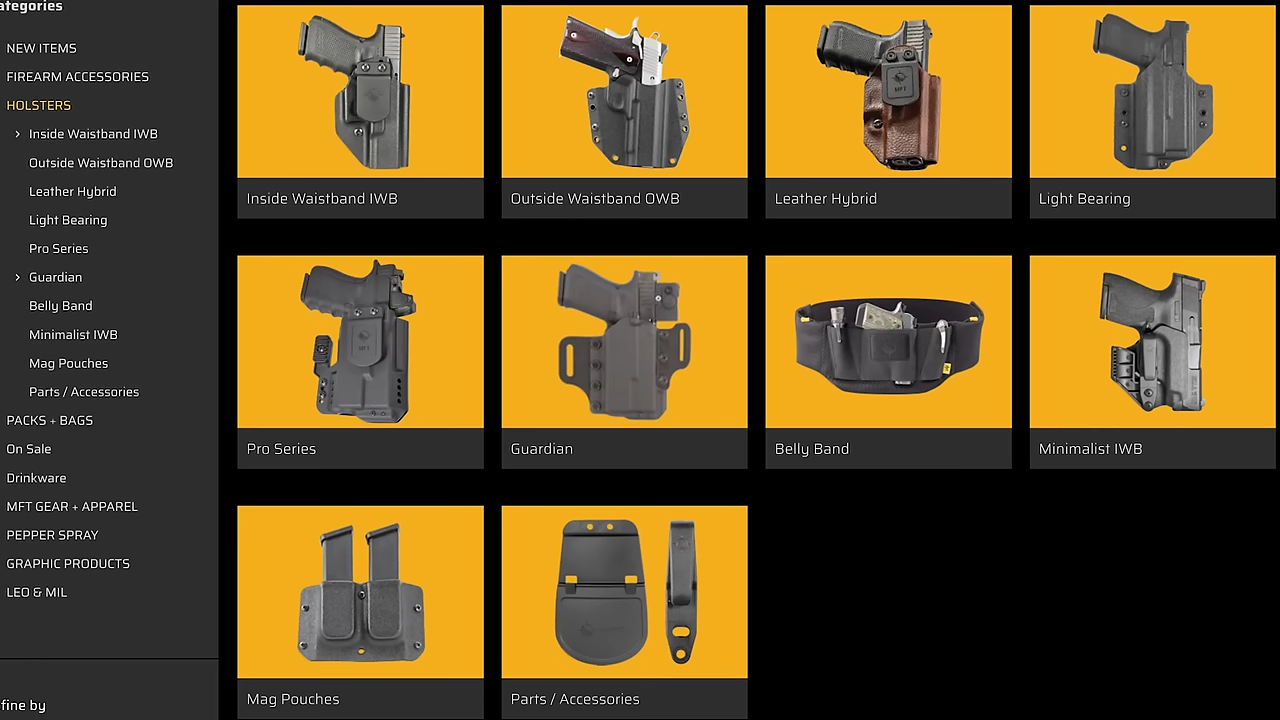 ategories
NEW ITEMS
FIREARM ACCESSORIES
HOLSTERS
Inside Waistband IWB
Outside Waistband OWB
Leather Hybrid
Light Bearing
Pro Series
Guardian
Belly Band
Minimalist IWB
Mag Pouches
Parts / Accessories
PACKS + BAGS
On Sale
Drinkware
MFT GEAR + APPAREL
PEPPER SPRAY
GRAPHIC PRODUCTS
LEO & MIL
fine by
MFT
Inside Waistband IWB
Outside Waistband OWB
Leather Hybrid
Light Bearing
MFT
Pro Series
Guardian
Belly Band
Minimalist IWB
Mag Pouches
Parts / Accessories